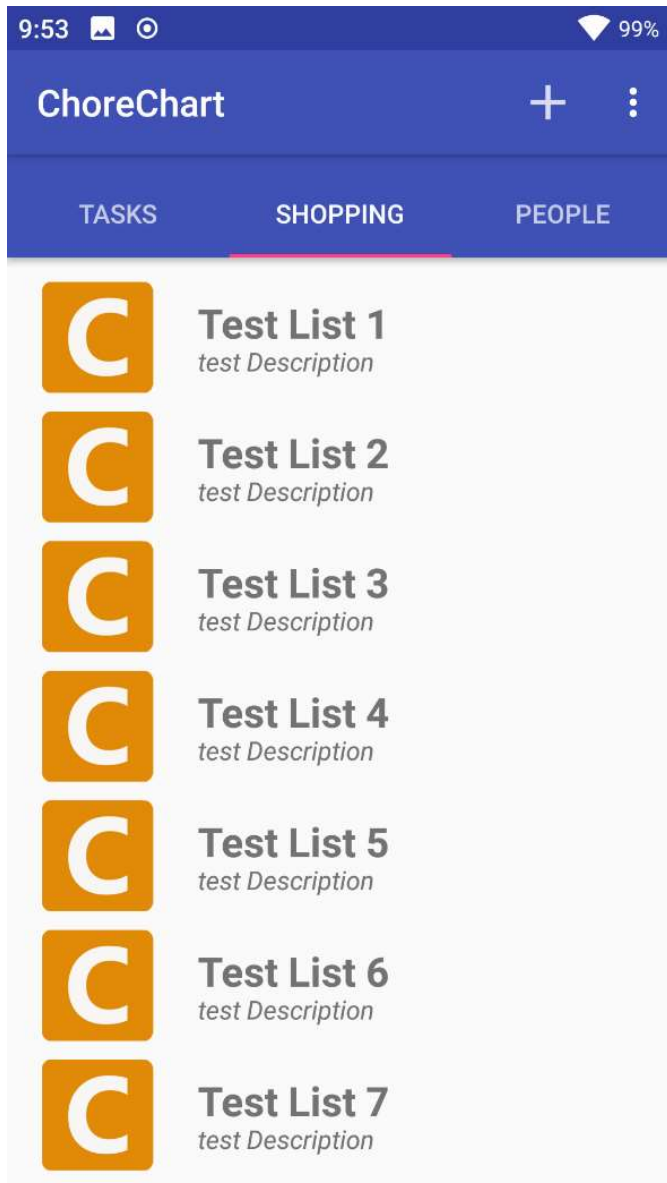 9:53 99%
ChoreChart
TASKS SHOPPING PEOPLE
C
Test List 1
test Description
C
Test List 2
test Description
C
Test List 3
test Description
C
Test List 4
test Description
C
Test List 5
test Description
C
Test List 6
test Description
C
Test List 7
test Description